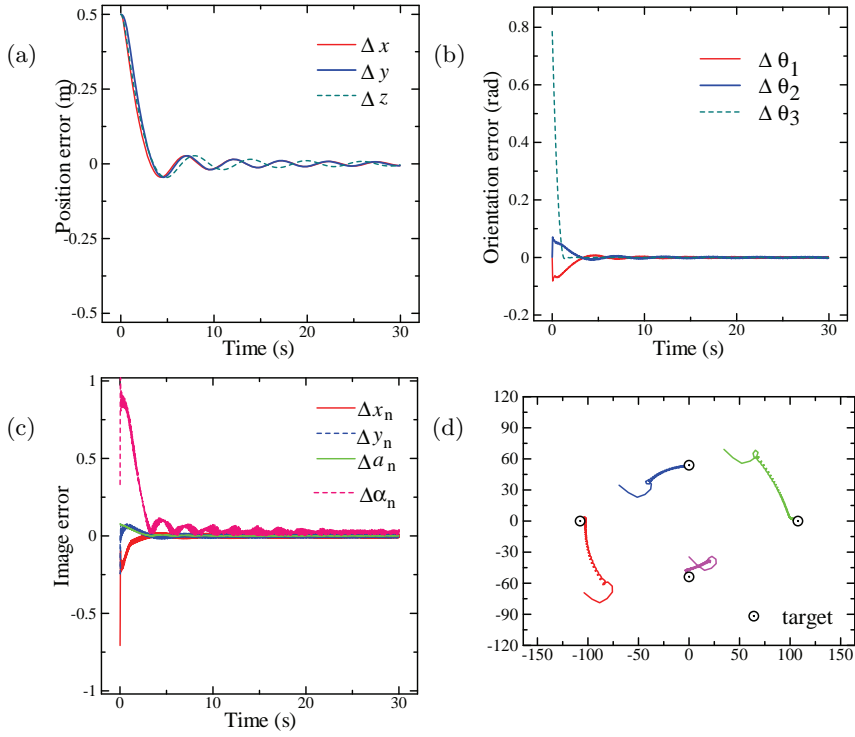 (a)
Position error (m)
0.5
0.25
0
-0.25
-0.5
Δ x
Δ y
Δ z
0 10 20 30
Time (s)
(b)
Orientation error (rad)
0.8
0.6
0.4
0.2
0
-0.2
Δ θ1
Δ θ2
Δ θ3
0 5 10 15 20 25 30
Time (s)
(c)
Image error
1
0.5
0
-0.5
-1
Δxn
Δyn
Δan
Δαn
0 10 20 30
Time (s)
(d)
120
90
60
30
0
-30
-60
-90
-120
target
-150 -100 -50 0 50 100 150